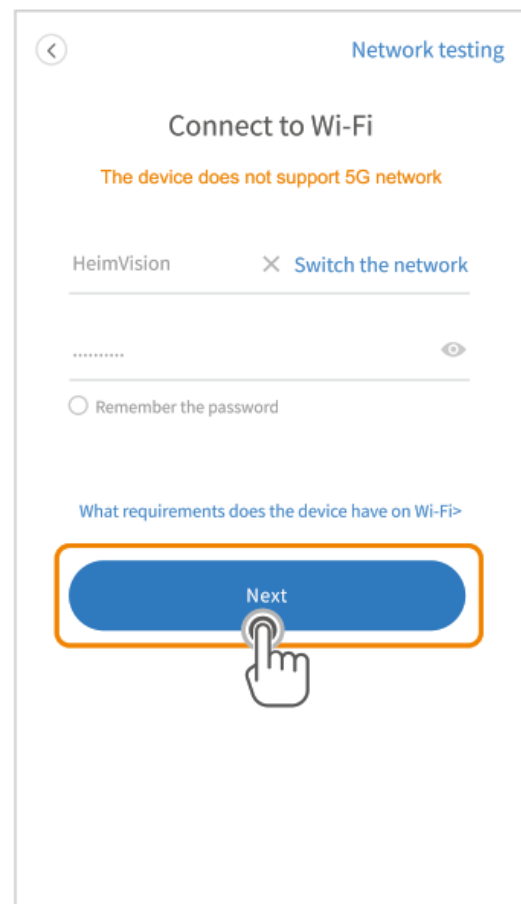 Network testing
Connect to Wi-Fi
The device does not support 5G network
HeimVision
Switch the network
..........
Remember the password
What requirements does the device have on Wi-Fi>
Next